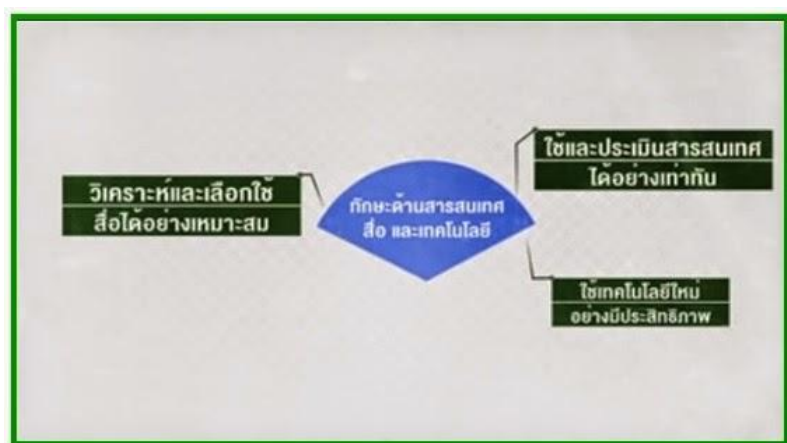 ใช้และประเมินสารสนเทศ
ได้อย่างเท่าทัน
วิเคราะห์และเลือกใช้
สื่อได้อย่างเหมาะสม
ทักษะด้านสารสนเทศ
สื่อ และเทคโนโลยี
ใช้เทคโนโลยีใหม่
อย่างมีประสิทธิภาพ